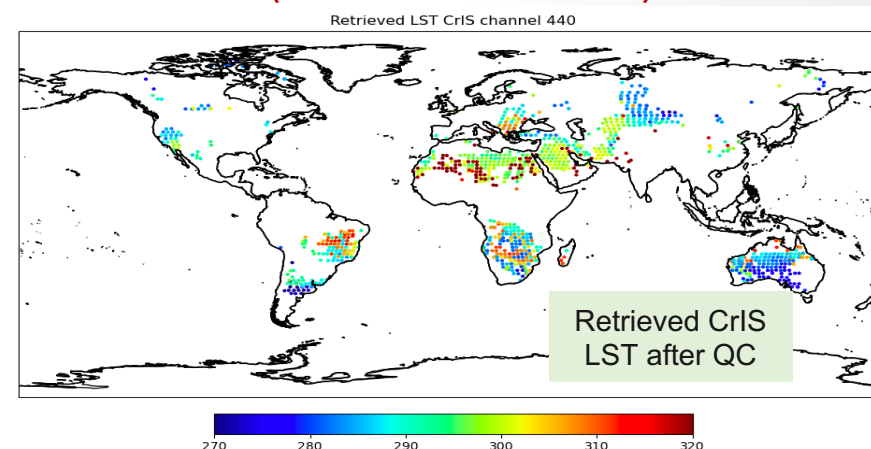 Retrieved LST CrIS channel 440
Retrieved CrIS
LST after QC
270 280 290 300 310 320